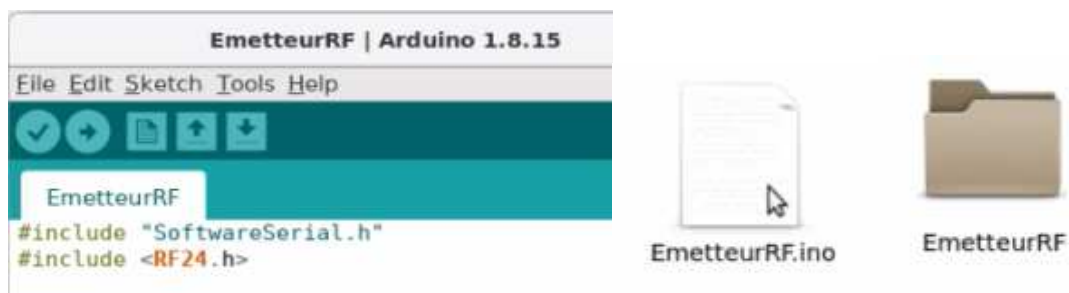 EmetteurRF | Arduino 1.8.15
File Edit Sketch Tools Help
EmetteurRF
#include "SoftwareSerial.h"
#include <RF24.h>
EmetteurRF.ino
EmetteurRF